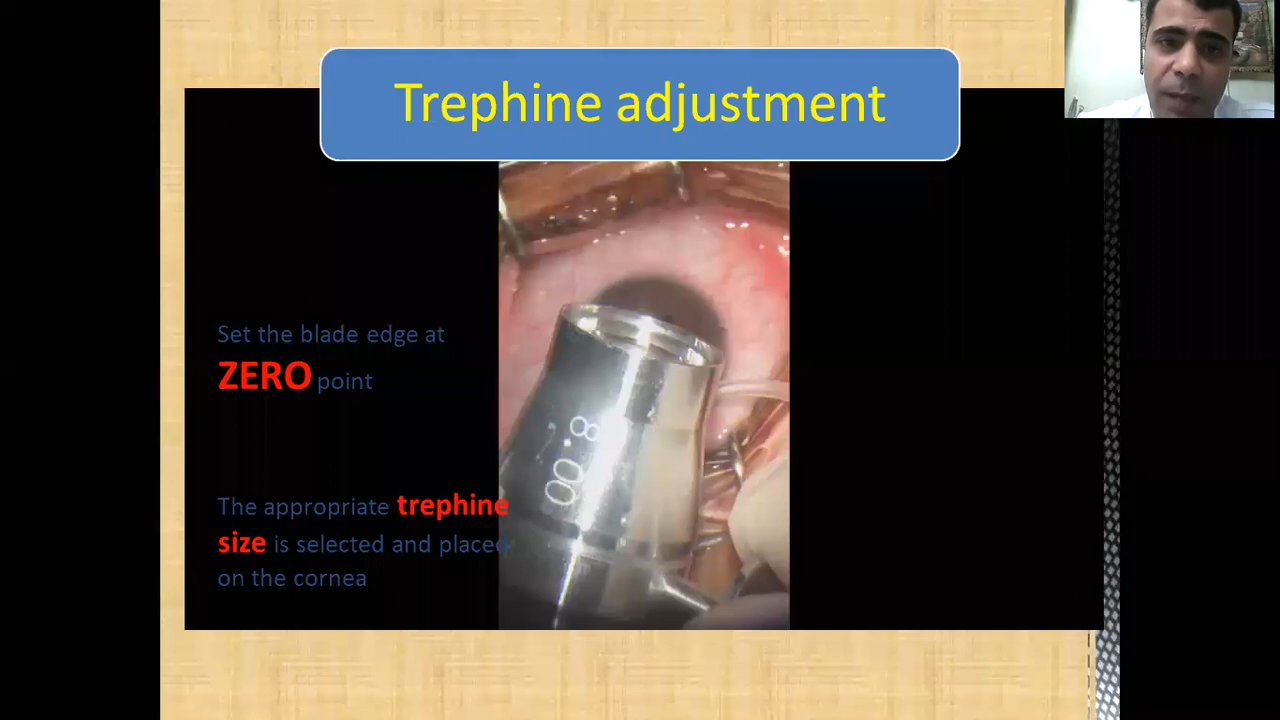 Trephine adjustment
Set the blade edge at
ZERO point
8.00
The appropriate trephine
size is selected and placed
on the cornea